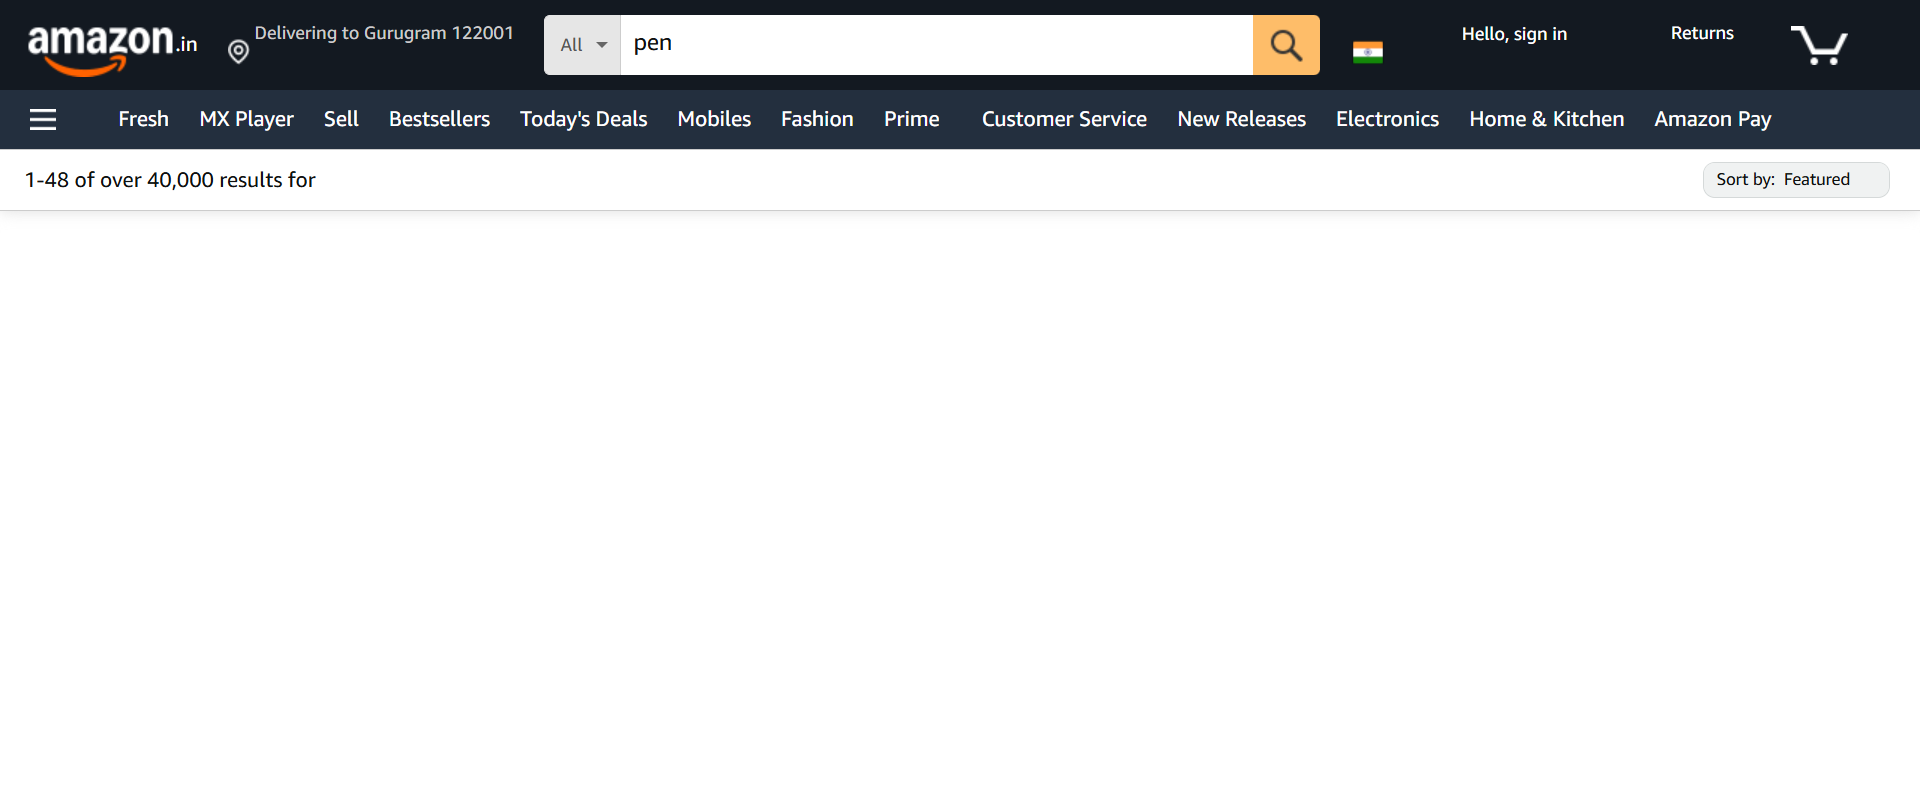 amazon.in
Delivering to Gurugram 122001
All
pen
Hello, sign in
Returns
Fresh MX Player Sell Bestsellers Today's Deals Mobiles Fashion Prime Customer Service New Releases Electronics Home & Kitchen Amazon Pay
1-48 of over 40,000 results for
Sort by: Featured